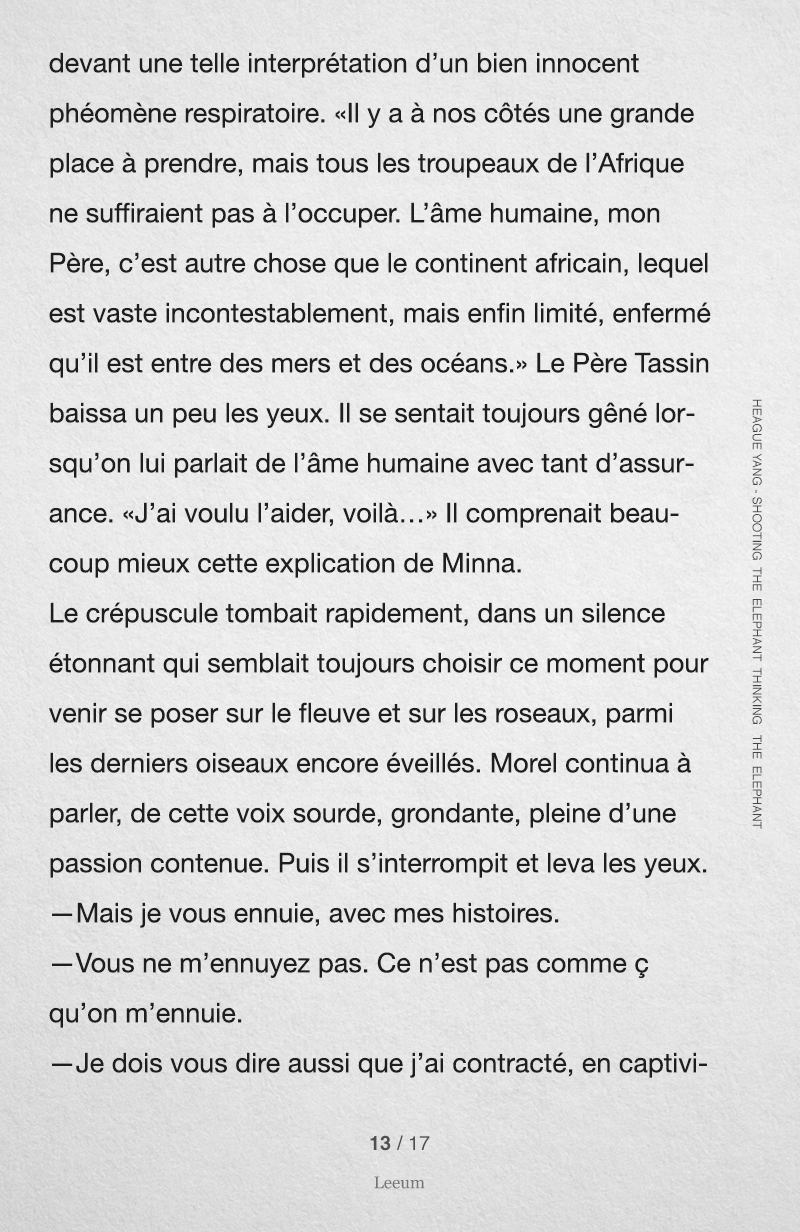 devant une telle interprétation d’un bien innocent
phéomène respiratoire. «Il y a à nos côtés une grande
place à prendre, mais tous les troupeaux de l’Afrique
ne suffiraient pas à l’occuper. L’âme humaine, mon
Père, c’est autre chose que le continent africain, lequel
est vaste incontestablement, mais enfin limité, enfermé
qu’il est entre des mers et des océans.» Le Père Tassin
baissa un peu les yeux. Il se sentait toujours gêné lor-
squ’on lui parlait de l’âme humaine avec tant d’assur-
ance. «J’ai voulu l’aider, voilà…» Il comprenait beau-
coup mieux cette explication de Minna.
Le crépuscule tombait rapidement, dans un silence
étonnant qui semblait toujours choisir ce moment pour
venir se poser sur le fleuve et sur les roseaux, parmi
les derniers oiseaux encore éveillés. Morel continua à
parler, de cette voix sourde, grondante, pleine d’une
passion contenue. Puis il s’interrompit et leva les yeux.
—Mais je vous ennuie, avec mes histoires.
—Vous ne m’ennuyez pas. Ce n’est pas comme ç
qu’on m’ennuie.
—Je dois vous dire aussi que j’ai contracté, en captivi-
HEAGUE YANG - SHOOTING THE ELEPHANT THINKING THE ELEPHANT
13 / 17
Leeum